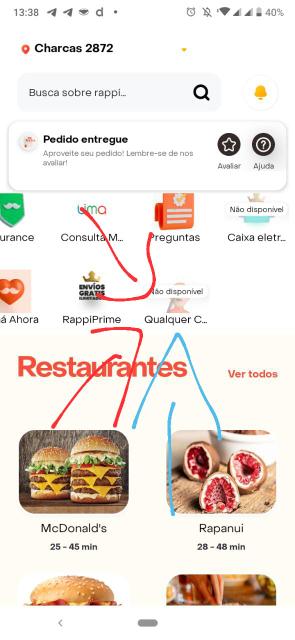 13:38
40%
Charcas 2872
Busca sobre rappi...
Pedido entregue
Aproveite seu pedido! Lembre-se de nos
avaliar!
Avaliar Ajuda
uma
Não disponível
urance Consulta M... Preguntas Caixa eletr...
ENVÍOS
GRATIS
Não disponível
á Ahora RappiPrime Qualquer C...
Restaurantes
Ver todos
McDonald's Rapanui
25 - 45 min 28 - 48 min